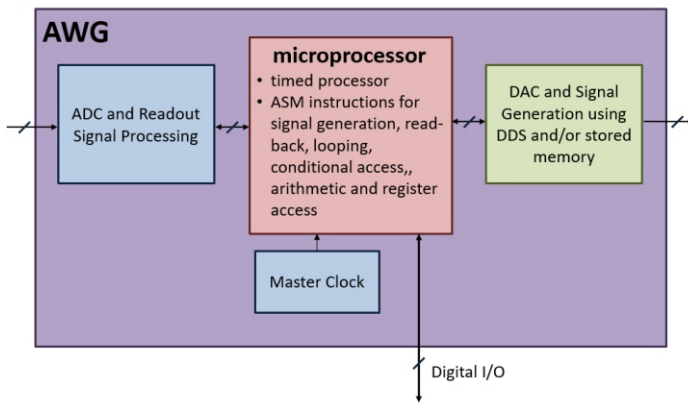 AWG
ADC and Readout
Signal Processing
microprocessor
• timed processor
• ASM instructions for
signal generation, read-
back, looping,
conditional access,,
arithmetic and register
access
DAC and Signal
Generation using
DDS and/or stored
memory
Master Clock
Digital I/O